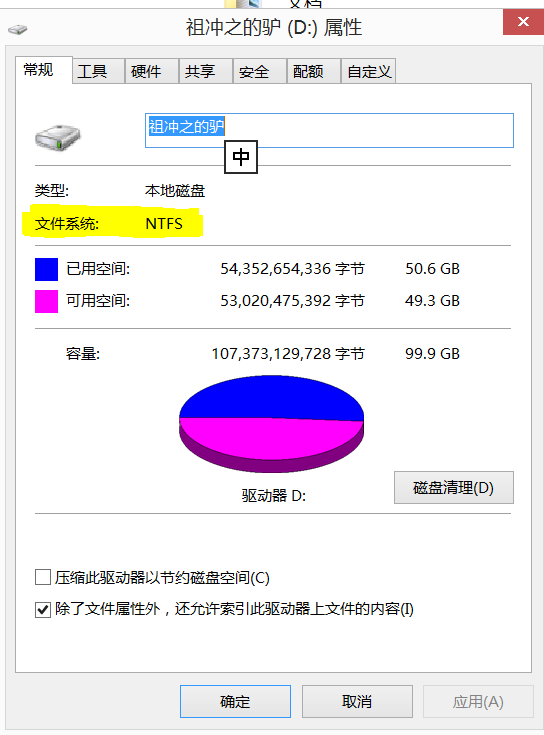 文档
祖冲之的驴 (D:) 属性
常规 工具 硬件 共享 安全 配额 自定义
祖冲之的驴
中
类型: 本地磁盘
文件系统: NTFS
已用空间: 54,352,654,336 字节 50.6 GB
可用空间: 53,020,475,392 字节 49.3 GB
容量: 107,373,129,728 字节 99.9 GB
驱动器 D:
磁盘清理(D)
压缩此驱动器以节约磁盘空间(C)
除了文件属性外，还允许索引此驱动器上文件的内容(I)
确定 取消 应用(A)